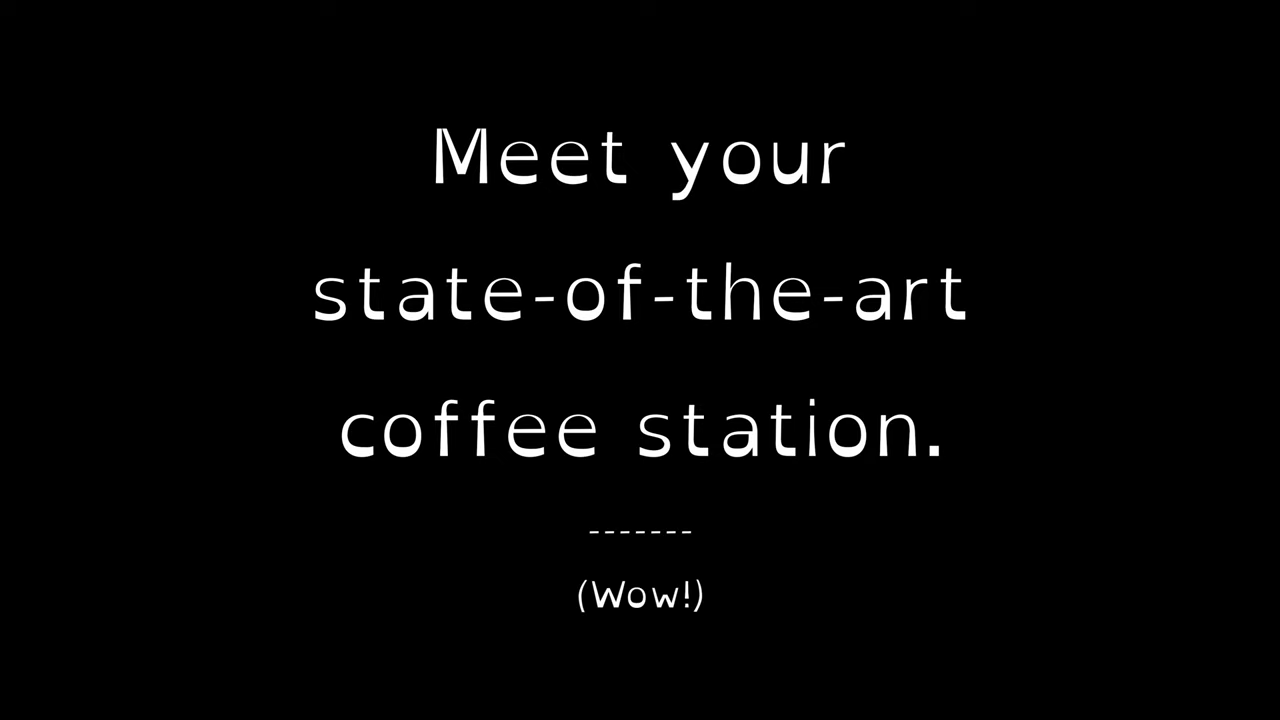 Meet your
state-of-the-art
coffee station.
-------
(Wow!)